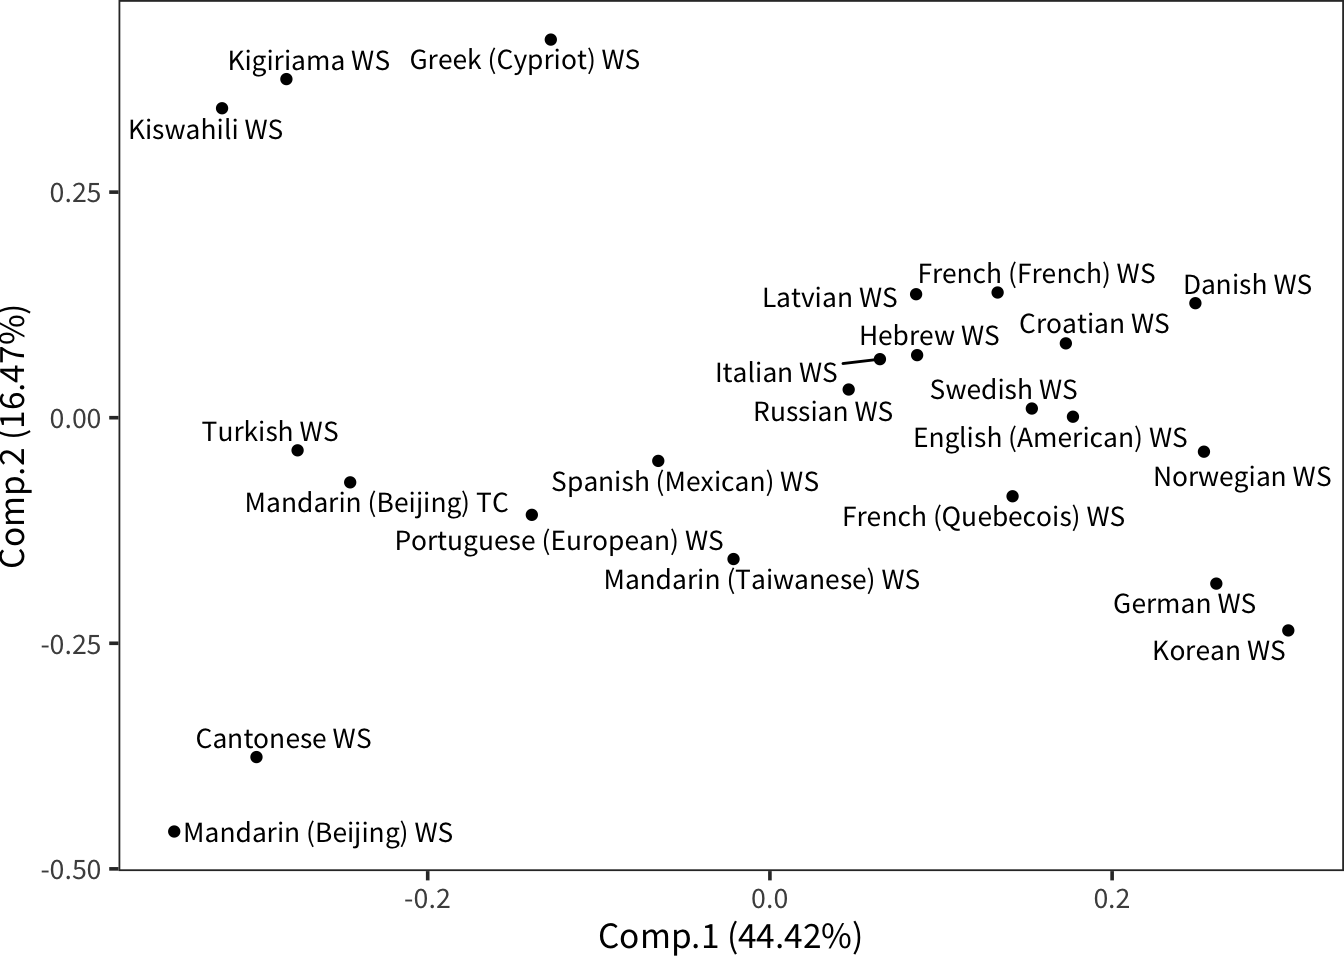 Kigiriama WS
Greek (Cypriot) WS
Kiswahili WS
0.25
French (French) WS
Latvian WS
Danish WS
Croatian WS
Hebrew WS
Italian WS
Swedish WS
Russian WS
0.00
Turkish WS
English (American) WS
Norwegian WS
Spanish (Mexican) WS
Mandarin (Beijing) TC
French (Quebecois) WS
Portuguese (European) WS
Mandarin (Taiwanese) WS
German WS
-0.25
Korean WS
Cantonese WS
Mandarin (Beijing) WS
-0.50
-0.2
0.0
0.2
Comp.1 (44.42%)
Comp.2 (16.47%)